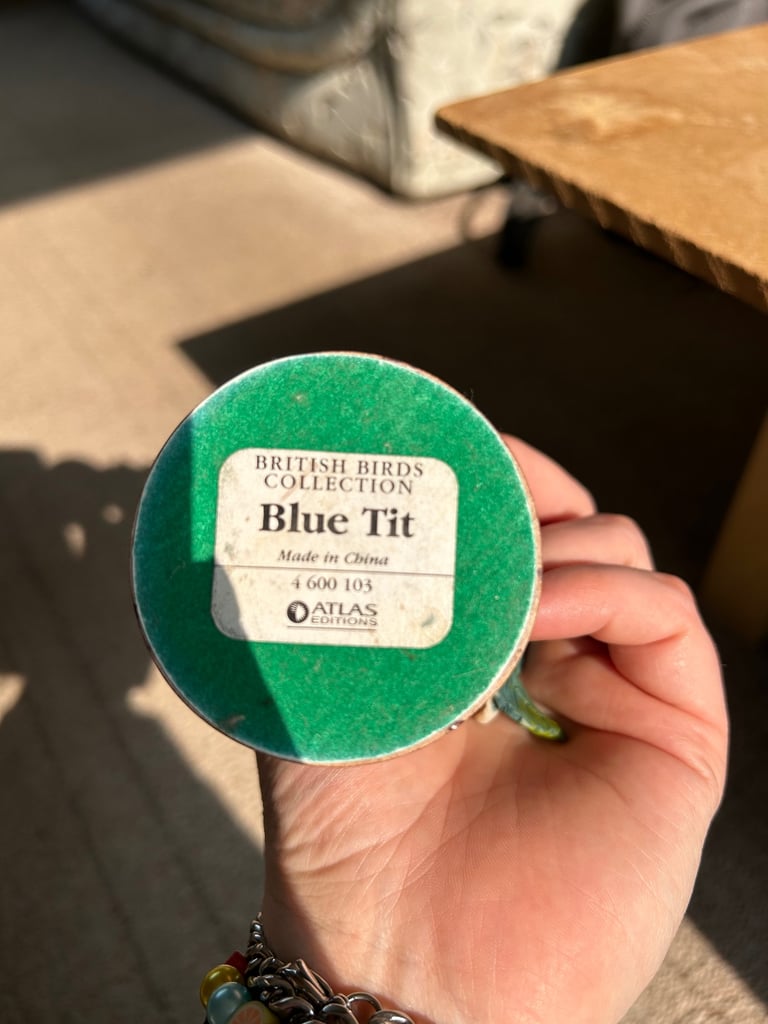 BRITISH BIRDS
COLLECTION
Blue Tit
Made in China
4 600 103
ATLAS
EDITIONS